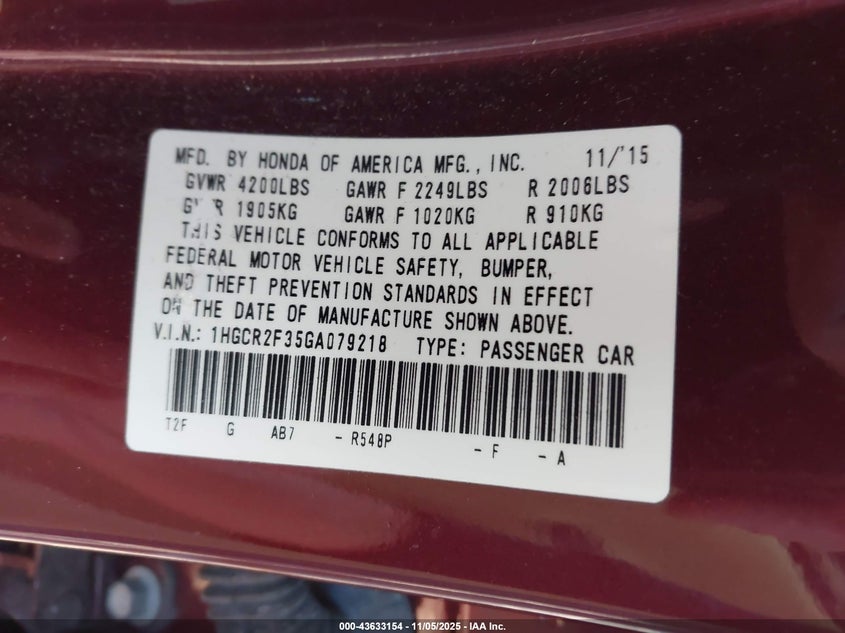 MFD. BY HONDA OF AMERICA MFG., INC. 11/'15
GVWR 4200LBS GAWR F 2249LBS R 2006LBS
GVWR 1905KG GAWR F 1020KG R 910KG
THIS VEHICLE CONFORMS TO ALL APPLICABLE
FEDERAL MOTOR VEHICLE SAFETY, BUMPER,
AND THEFT PREVENTION STANDARDS IN EFFECT
ON THE DATE OF MANUFACTURE SHOWN ABOVE.
V.I.N.: 1HGCR2F35GA079218 TYPE: PASSENGER CAR
T2F G AB7 - R548P - F - A
000-43633154 - 11/05/2025 - IAA Inc.